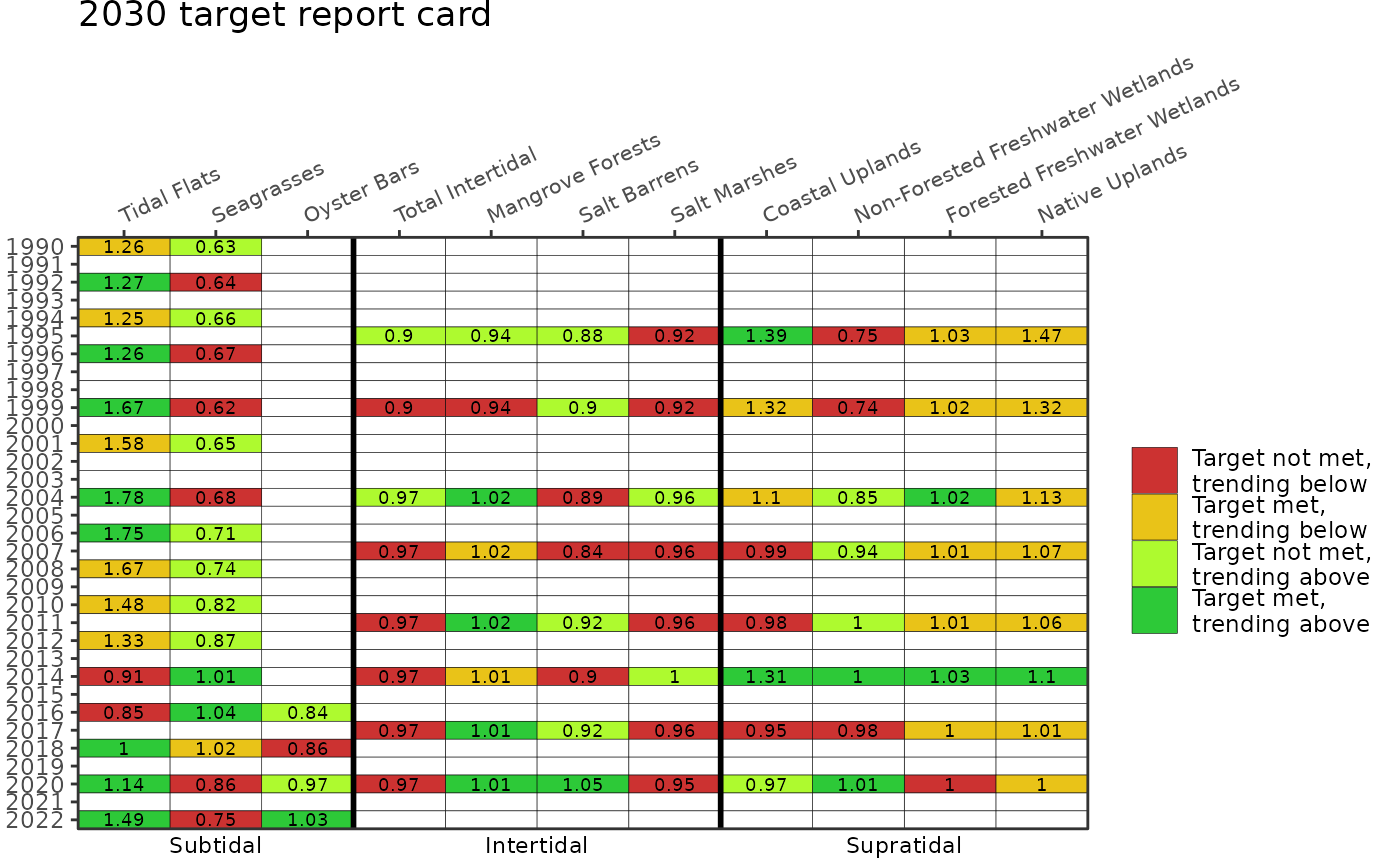 2030 target report card
Tidal Flats
Seagrasses
Oyster Bars
Total Intertidal
Mangrove Forests
Salt Barrens
Salt Marshes
Coastal Uplands
Non-Forested Freshwater Wetlands
Forested Freshwater Wetlands
Native Uplands
1990 1.26 0.63
1991
1992 1.27 0.64
1993
1994 1.25 0.66
1995 0.9 0.94 0.88 0.92 1.39 0.75 1.03 1.47
1996 1.26 0.67
1997
1998
1999 1.67 0.62 0.9 0.94 0.9 0.92 1.32 0.74 1.02 1.32
2000
2001 1.58 0.65
2002
2003
2004 1.78 0.68 0.97 1.02 0.89 0.96 1.1 0.85 1.02 1.13
2005
2006 1.75 0.71
2007 0.97 1.02 0.84 0.96 0.99 0.94 1.01 1.07
2008 1.67 0.74
2009
2010 1.48 0.82
2011 0.97 1.02 0.92 0.96 0.98 1 1.01 1.06
2012 1.33 0.87
2013
2014 0.91 1.01 0.97 1.01 0.9 1 1.31 1 1.03 1.1
2015
2016 0.85 1.04 0.84
2017 0.97 1.01 0.92 0.96 0.95 0.98 1 1.01
2018 1 1.02 0.86
2019
2020 1.14 0.86 0.97 0.97 1.01 1.05 0.95 0.97 1.01 1 1
2021
2022 1.49 0.75 1.03
Subtidal Intertidal Supratidal
Target not met,
trending below
Target met,
trending below
Target not met,
trending above
Target met,
trending above